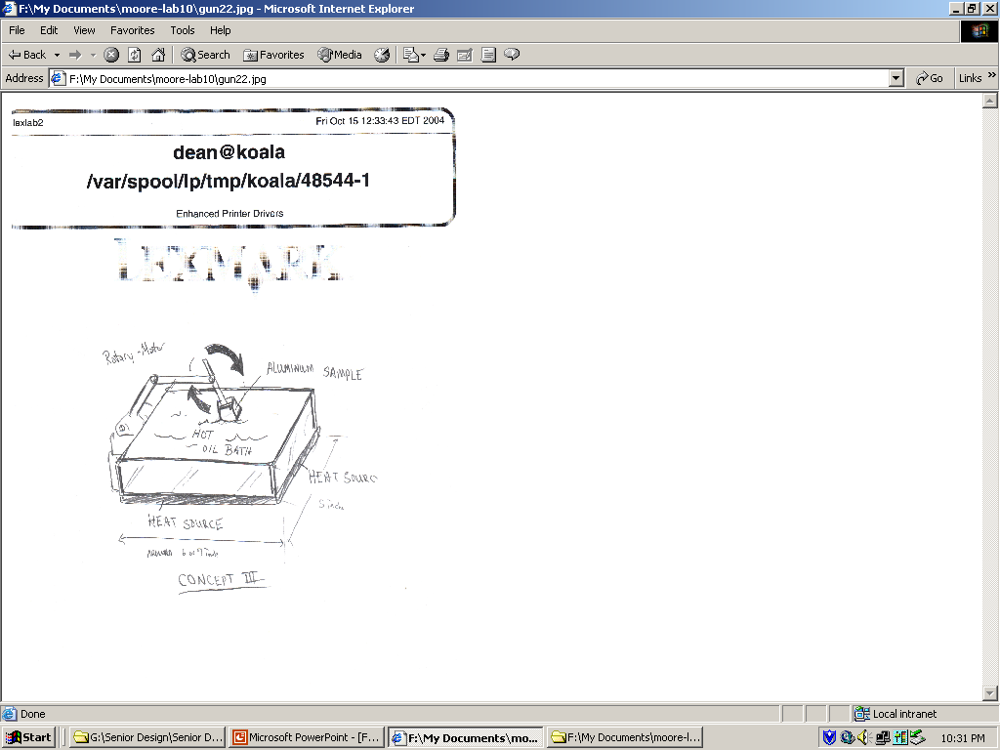 F:\My Documents\moore-lab10\gun22.jpg - Microsoft Internet Explorer
File Edit View Favorites Tools Help
Back Search Favorites Media
Address F:\My Documents\moore-lab10\gun22.jpg Go Links »
lexlab2 Fri Oct 15 12:33:43 EDT 2004
dean@koala
/var/spool/lp/tmp/koala/48544-1
Enhanced Printer Drivers
LEXMARK
Rotary-Motor
ALUMINUM SAMPLE
HOT
OIL BATH
HEAT SOURC
5 inch
HEAT SOURCE
around 6 or 7 inch
CONCEPT III
Done Local intranet
Start G:\Senior Design\Senior D... Microsoft PowerPoint - [F... F:\My Documents\mo... F:\My Documents\moore-l... 10:31 PM